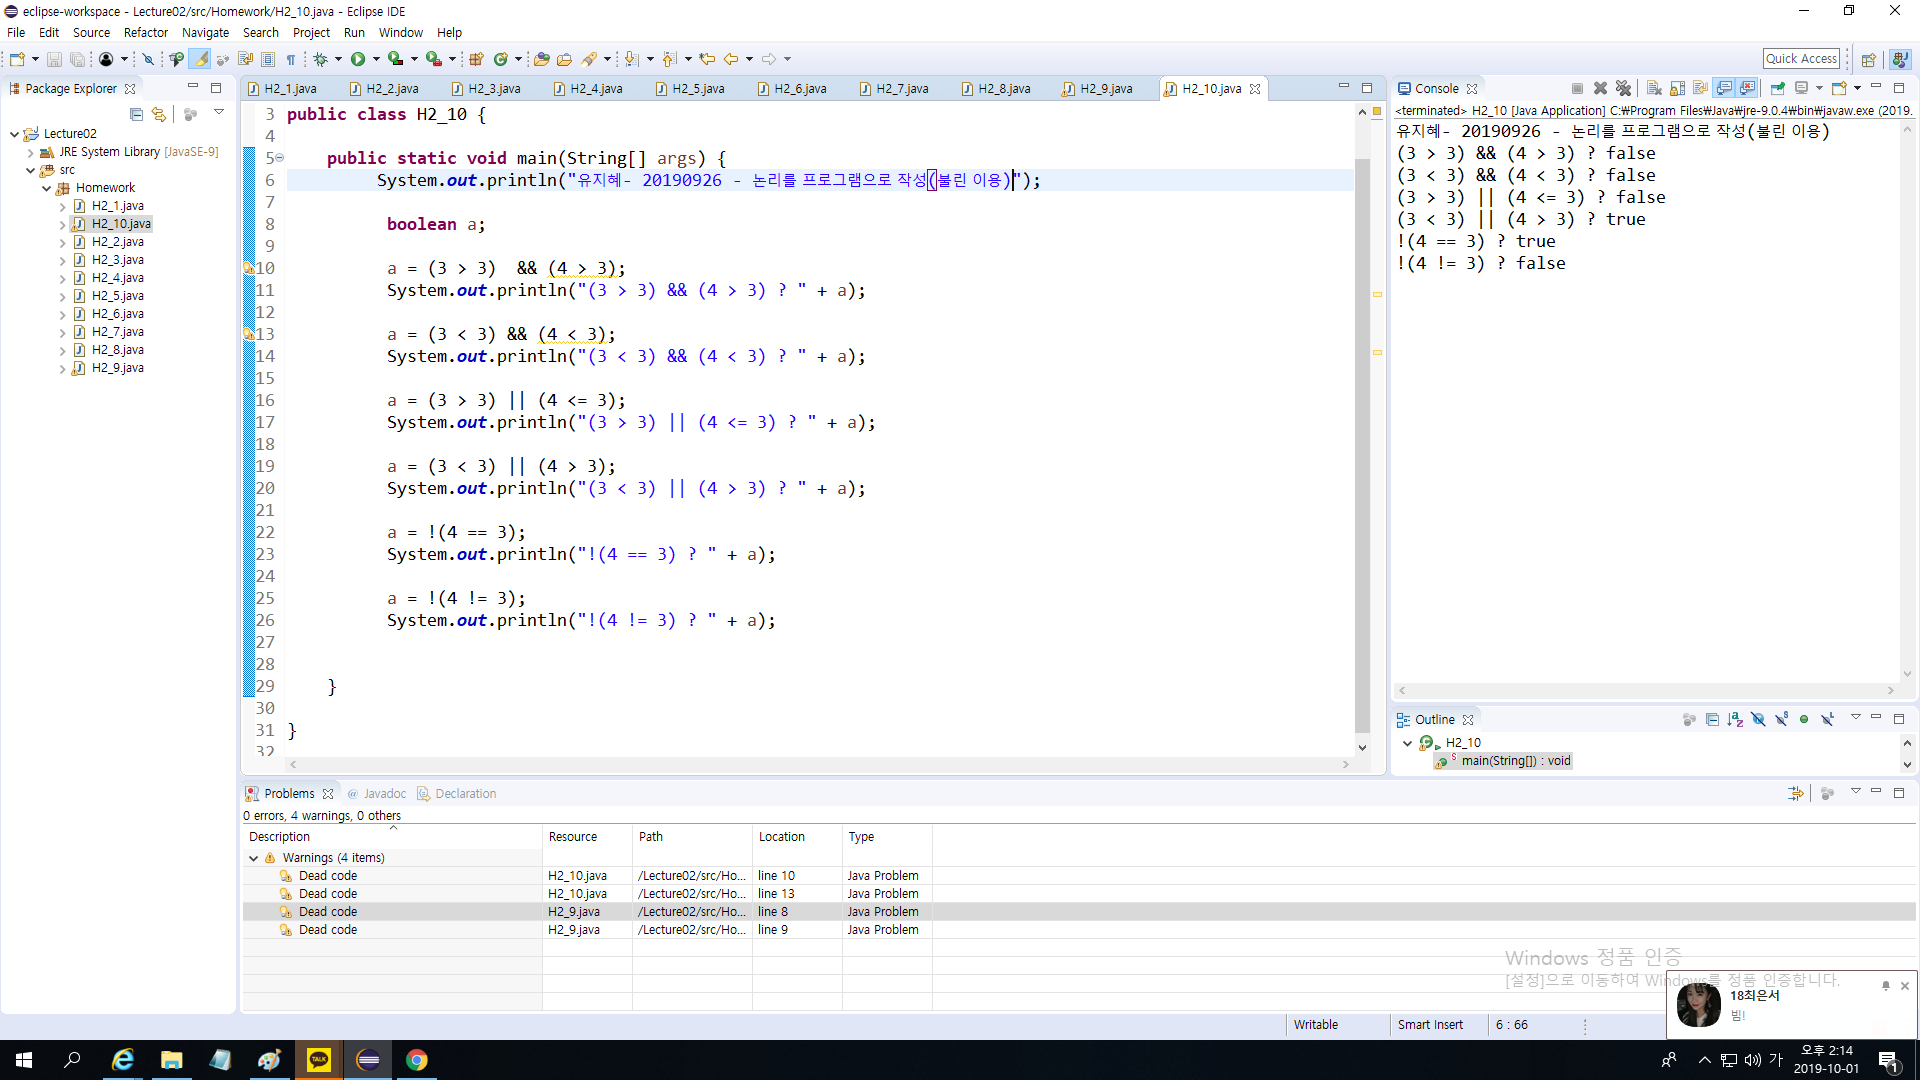 eclipse-workspace - Lecture02/src/Homework/H2_10.java - Eclipse IDE
File Edit Source Refactor Navigate Search Project Run Window Help
Quick Access
Package Explorer
Lecture02
JRE System Library [JavaSE-9]
src
Homework
H2_1.java
H2_10.java
H2_2.java
H2_3.java
H2_4.java
H2_5.java
H2_6.java
H2_7.java
H2_8.java
H2_9.java
H2_1.java H2_2.java H2_3.java H2_4.java H2_5.java H2_6.java H2_7.java H2_8.java H2_9.java H2_10.java
3 public class H2_10 {
4
5 public static void main(String[] args) {
6 System.out.println("유지혜- 20190926 - 논리를 프로그램으로 작성(불린 이용)");
7
8 boolean a;
9
10 a = (3 > 3)  && (4 > 3);
11 System.out.println("(3 > 3) && (4 > 3) ? " + a);
12
13 a = (3 < 3) && (4 < 3);
14 System.out.println("(3 < 3) && (4 < 3) ? " + a);
15
16 a = (3 > 3) || (4 <= 3);
17 System.out.println("(3 > 3) || (4 <= 3) ? " + a);
18
19 a = (3 < 3) || (4 > 3);
20 System.out.println("(3 < 3) || (4 > 3) ? " + a);
21
22 a = !(4 == 3);
23 System.out.println("!(4 == 3) ? " + a);
24
25 a = !(4 != 3);
26 System.out.println("!(4 != 3) ? " + a);
27
28
29 }
30
31 }
32
Console
<terminated> H2_10 [Java Application] C:₩Program Files₩Java₩jre-9.0.4₩bin₩javaw.exe (2019.
유지혜- 20190926 - 논리를 프로그램으로 작성(불린 이용)
(3 > 3) && (4 > 3) ? false
(3 < 3) && (4 < 3) ? false
(3 > 3) || (4 <= 3) ? false
(3 < 3) || (4 > 3) ? true
!(4 == 3) ? true
!(4 != 3) ? false
Outline
H2_10
main(String[]) : void
Problems Javadoc Declaration
0 errors, 4 warnings, 0 others
Description Resource Path Location Type
Warnings (4 items)
Dead code H2_10.java /Lecture02/src/Ho... line 10 Java Problem
Dead code H2_10.java /Lecture02/src/Ho... line 13 Java Problem
Dead code H2_9.java /Lecture02/src/Ho... line 8 Java Problem
Dead code H2_9.java /Lecture02/src/Ho... line 9 Java Problem
Windows 정품 인증
[설정]으로 이동하여 Windows를 정품 인증합니다.
18최은서
빔!
Writable Smart Insert 6 : 66
TALK
가
오후 2:14
2019-10-01
1